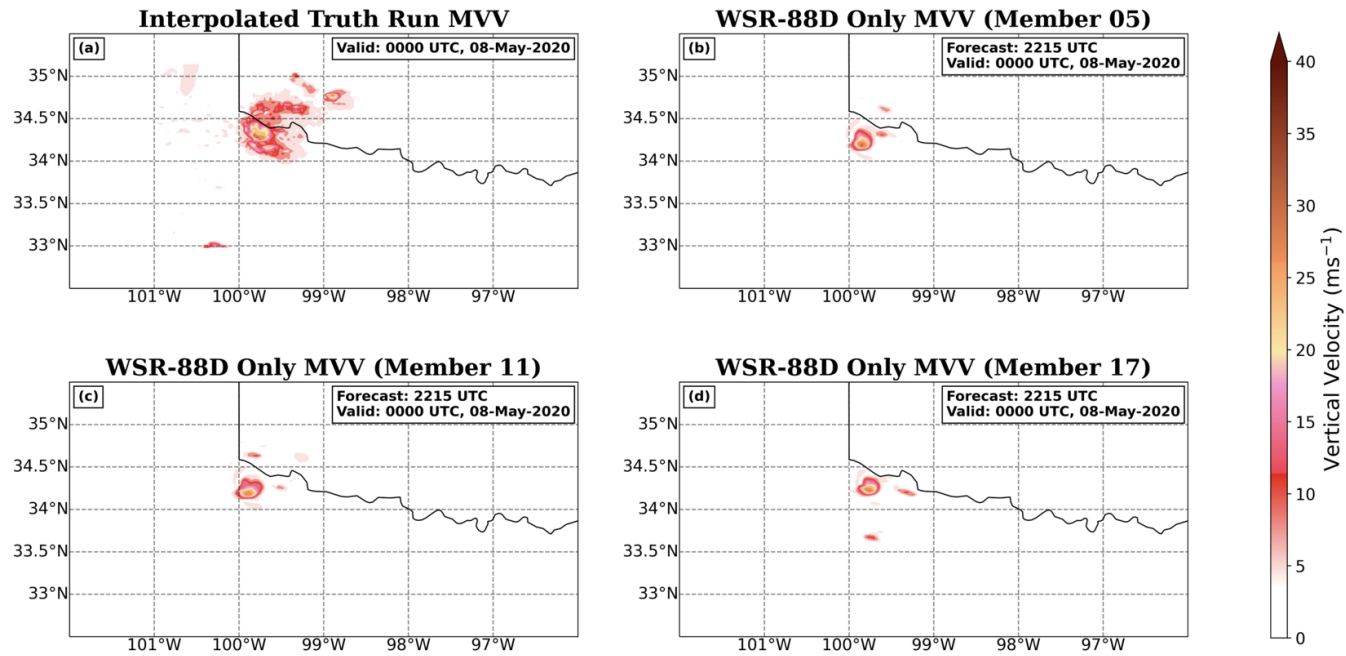 Interpolated Truth Run MVV
(a)
Valid: 0000 UTC, 08-May-2020
35°N
34.5°N
34°N
33.5°N
33°N
101°W 100°W 99°W 98°W 97°W
WSR-88D Only MVV (Member 05)
(b)
Forecast: 2215 UTC
Valid: 0000 UTC, 08-May-2020
35°N
34.5°N
34°N
33.5°N
33°N
101°W 100°W 99°W 98°W 97°W
WSR-88D Only MVV (Member 11)
(c)
Forecast: 2215 UTC
Valid: 0000 UTC, 08-May-2020
35°N
34.5°N
34°N
33.5°N
33°N
101°W 100°W 99°W 98°W 97°W
WSR-88D Only MVV (Member 17)
(d)
Forecast: 2215 UTC
Valid: 0000 UTC, 08-May-2020
35°N
34.5°N
34°N
33.5°N
33°N
101°W 100°W 99°W 98°W 97°W
40
35
30
25
20
15
10
5
0
Vertical Velocity (ms⁻¹)